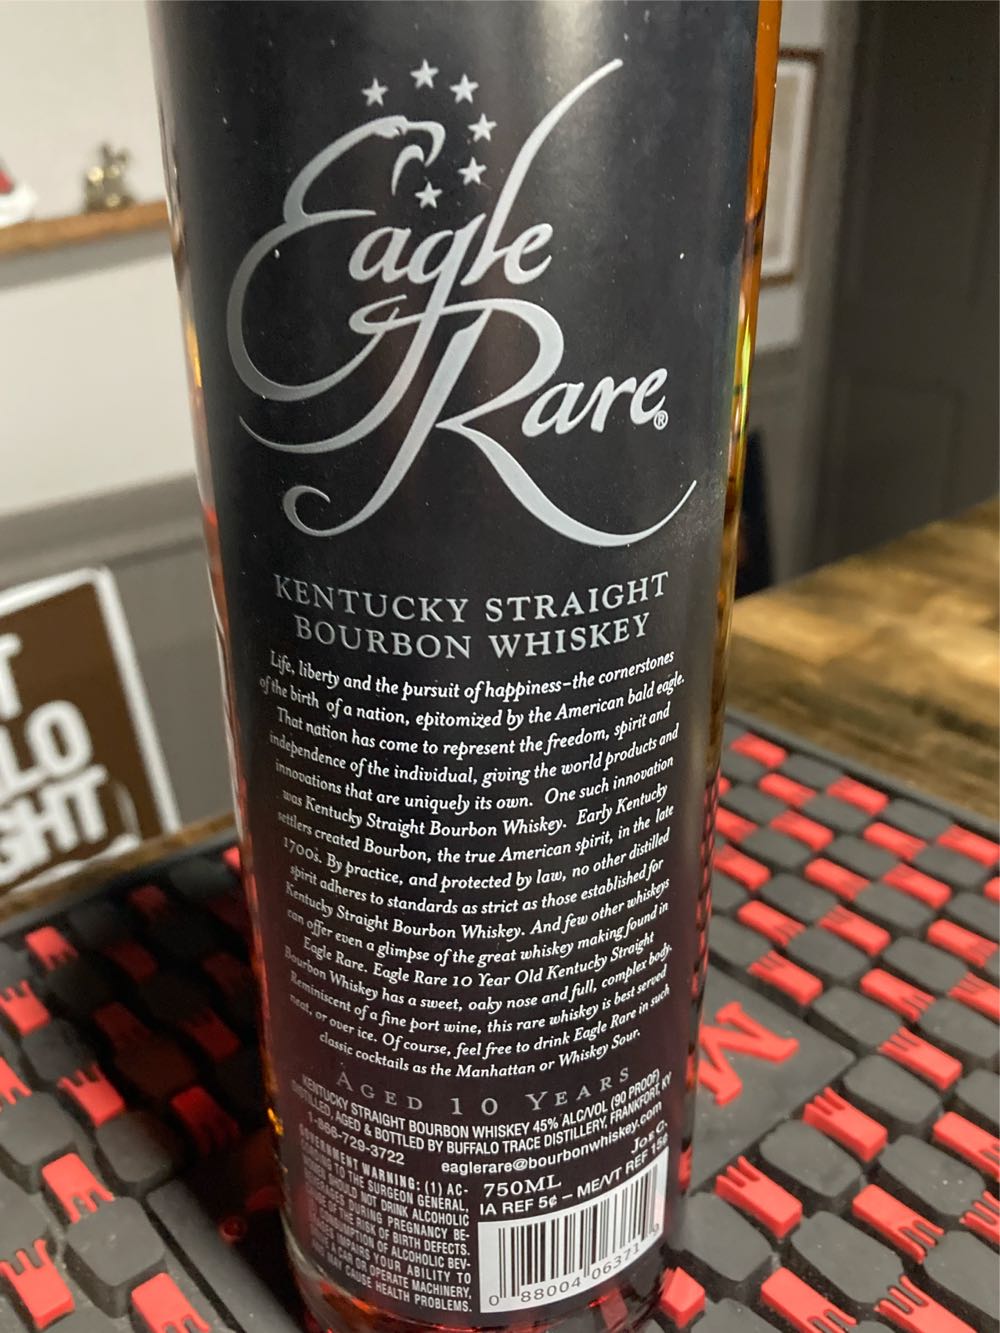 Eagle
Rare®
KENTUCKY STRAIGHT
BOURBON WHISKEY
Life, liberty and the pursuit of happiness–the cornerstones
of the birth of a nation, epitomized by the American bald eagle.
That nation has come to represent the freedom, spirit and
independence of the individual, giving the world products and
innovations that are uniquely its own. One such innovation
was Kentucky Straight Bourbon Whiskey. Early Kentucky
settlers created Bourbon, the true American spirit, in the late
1700s. By practice, and protected by law, no other distilled
spirit adheres to standards as strict as those established for
Kentucky Straight Bourbon Whiskey. And few other whiskeys
can offer even a glimpse of the great whiskey making found in
Eagle Rare. Eagle Rare 10 Year Old Kentucky Straight
Bourbon Whiskey has a sweet, oaky nose and full, complex body.
Reminiscent of a fine port wine, this rare whiskey is best served
neat, or over ice. Of course, feel free to drink Eagle Rare in such
classic cocktails as the Manhattan or Whiskey Sour.
AGED 10 YEARS
KENTUCKY STRAIGHT BOURBON WHISKEY 45% ALC/VOL (90 PROOF)
DISTILLED, AGED & BOTTLED BY BUFFALO TRACE DISTILLERY, FRANKFORT, KY
1-866-729-3722 eaglerare@bourbonwhiskey.com
GOVERNMENT WARNING: (1) AC-
CORDING TO THE SURGEON GENERAL,
SHOULD NOT DRINK ALCOHOLIC
DURING PREGNANCY BE-
OF THE RISK OF BIRTH DEFECTS.
OF ALCOHOLIC BEV-
IMPAIRS YOUR ABILITY TO
A CAR OR OPERATE MACHINERY,
MAY CAUSE HEALTH PROBLEMS.
JOE C.
750ML
IA REF 5¢ – ME/VT REF 15¢
0 88004 06371 9
LO
GHT
M